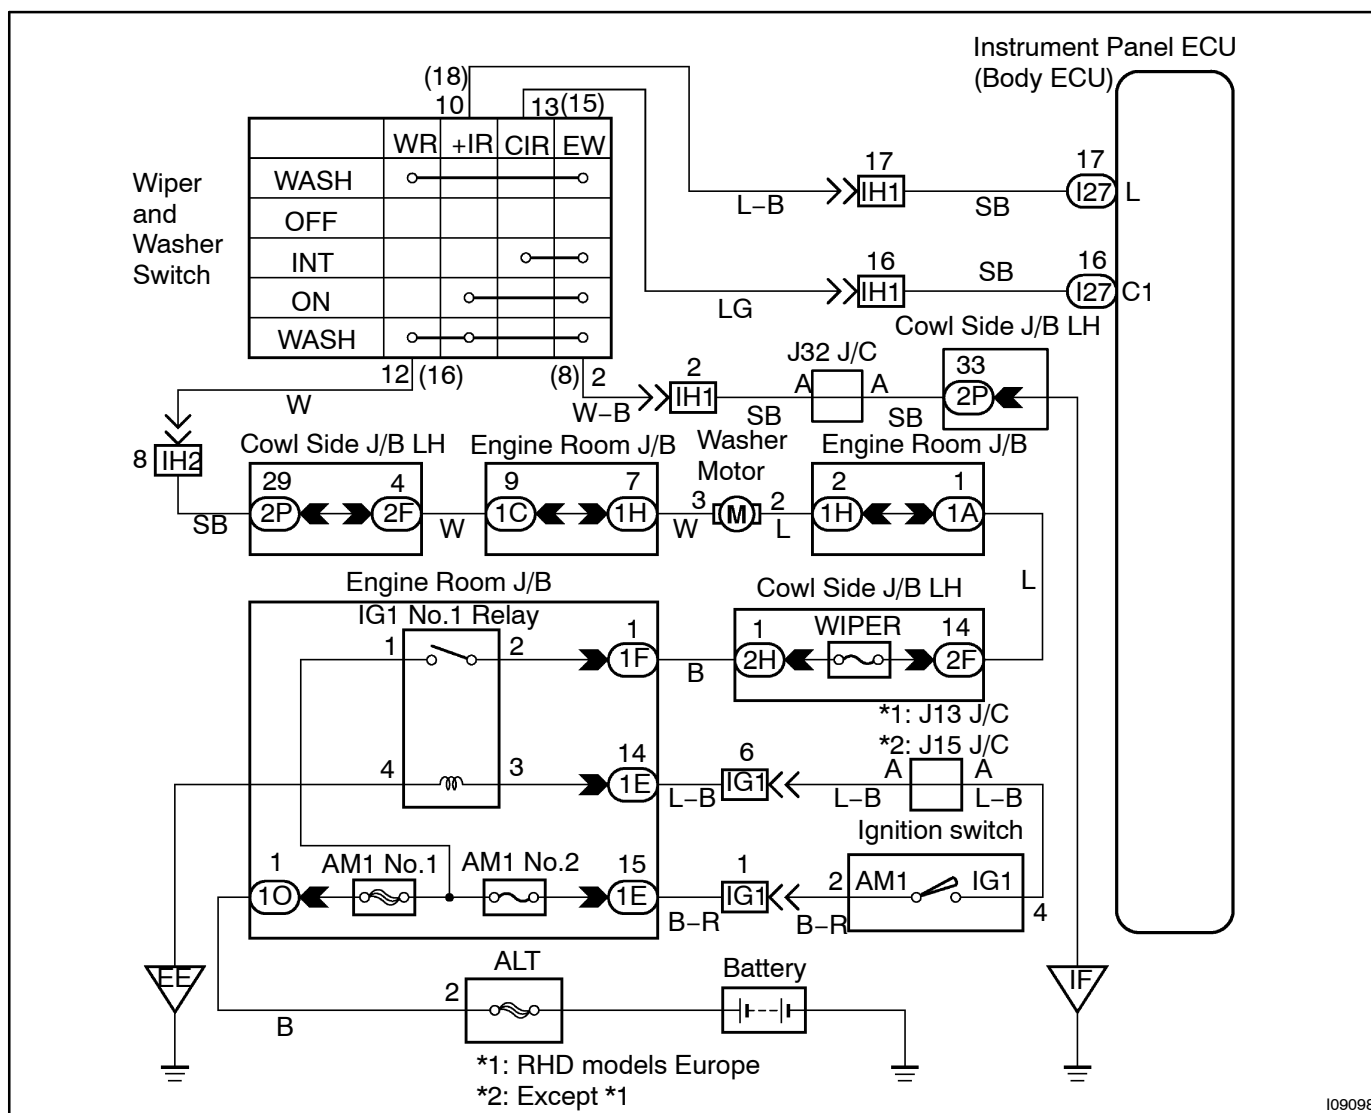 Instrument Panel ECU
(Body ECU)
(18)
10
13 (15)
WR +IR CIR EW
WASH
OFF
INT
ON
WASH
Wiper
and
Washer
Switch
17
IH1
L-B
SB
17
I27
L
16
IH1
LG
SB
16
I27
C1
12 (16)
(8) 2
W
W-B
2
IH1
SB
J32 J/C
A A
SB
Cowl Side J/B LH
33
2P
8 IH2
SB
Cowl Side J/B LH
29 4
2P 2F
W
Engine Room J/B
9 7
1C 1H
W
Washer
Motor
3 M 2
L
Engine Room J/B
2 1
1H 1A
L
Engine Room J/B
IG1 No.1 Relay
1 2
1
1F
B
Cowl Side J/B LH
1 WIPER 14
2H 2F
*1: J13 J/C
*2: J15 J/C
4 3
14
1E
L-B
6
IG1
L-B
A A
L-B
Ignition switch
1
1O
AM1 No.1
AM1 No.2
15
1E
B-R
1
IG1
B-R
2 AM1 IG1
4
EE
B
ALT
2
Battery
IF
*1: RHD models Europe
*2: Except *1
I09098